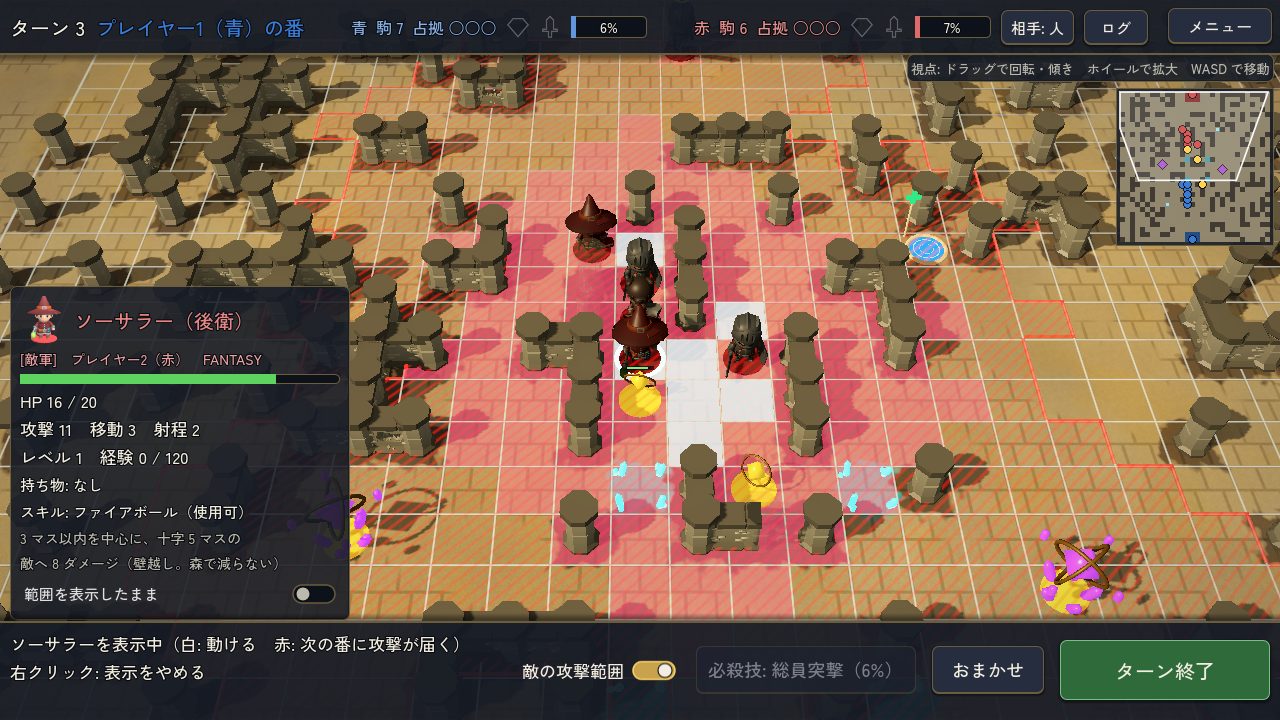 ターン 3 プレイヤー1（青）の番 青 駒 7 占拠 〇〇〇 6% 赤 駒 6 占拠 〇〇〇 7% 相手: 人 ログ メニュー
視点: ドラッグで回転・傾き ホイールで拡大 WASD で移動
ソーサラー（後衛）
[敵軍] プレイヤー2（赤） FANTASY
HP 16 / 20
攻撃 11 移動 3 射程 2
レベル 1 経験 0 / 120
持ち物: なし
スキル: ファイアボール（使用可）
3 マス以内を中心に、十字 5 マスの
敵へ 8 ダメージ（壁越し。森で減らない）
範囲を表示したまま
ソーサラーを表示中（白: 動ける 赤: 次の番に攻撃が届く）
右クリック: 表示をやめる
敵の攻撃範囲 必殺技: 総員突撃（6%） おまかせ ターン終了